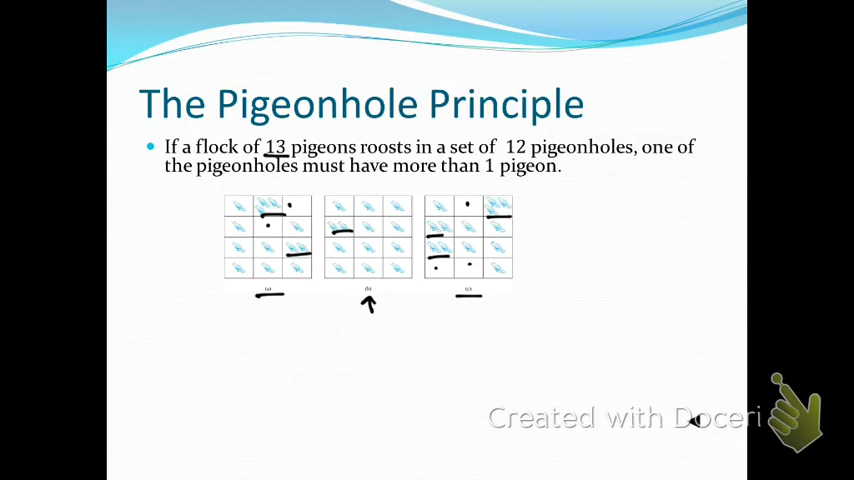 The Pigeonhole Principle
If a flock of 13 pigeons roosts in a set of 12 pigeonholes, one of
the pigeonholes must have more than 1 pigeon.
(a) (b) (c)
Created with Doceri